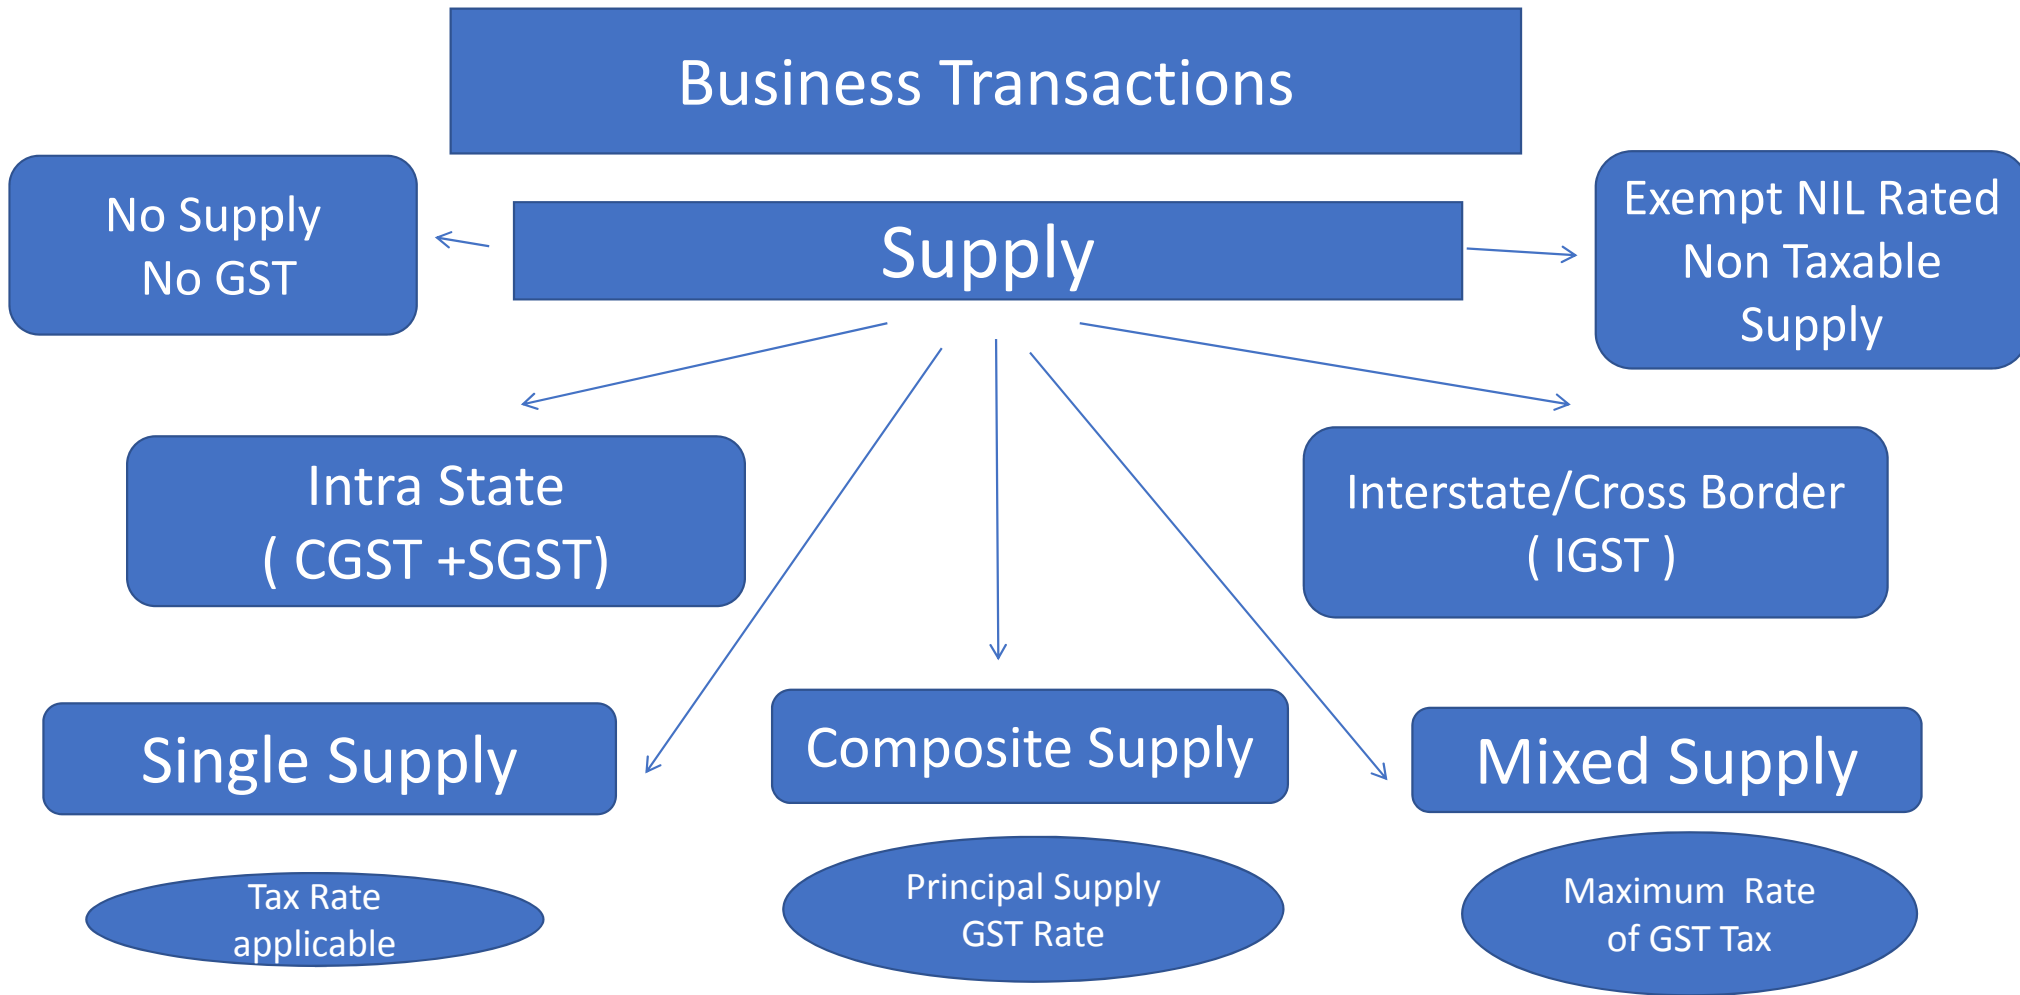 Business Transactions
No Supply
No GST
Supply
Exempt NIL Rated
Non Taxable
Supply
Intra State
( CGST +SGST)
Interstate/Cross Border
( IGST )
Single Supply
Composite Supply
Mixed Supply
Tax Rate
applicable
Principal Supply
GST Rate
Maximum  Rate
of GST Tax